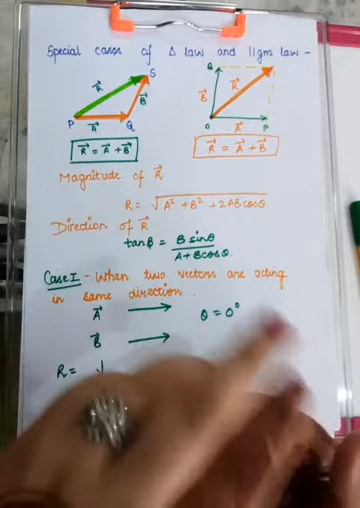 Special cases of Δ law and ||gm law -
S
R⃗
B⃗
P
A⃗
Q
Q
R⃗
B⃗
O
A⃗
P
R⃗ = A⃗ + B⃗
R⃗ = A⃗ + B⃗
Magnitude of R⃗
R = √A² + B² + 2AB cosθ
Direction of R⃗
tanβ = B sinθ / A + B cosθ
Case I - When two vectors are acting
in same direction.
A⃗ → θ = 0°
B⃗ →
R = √